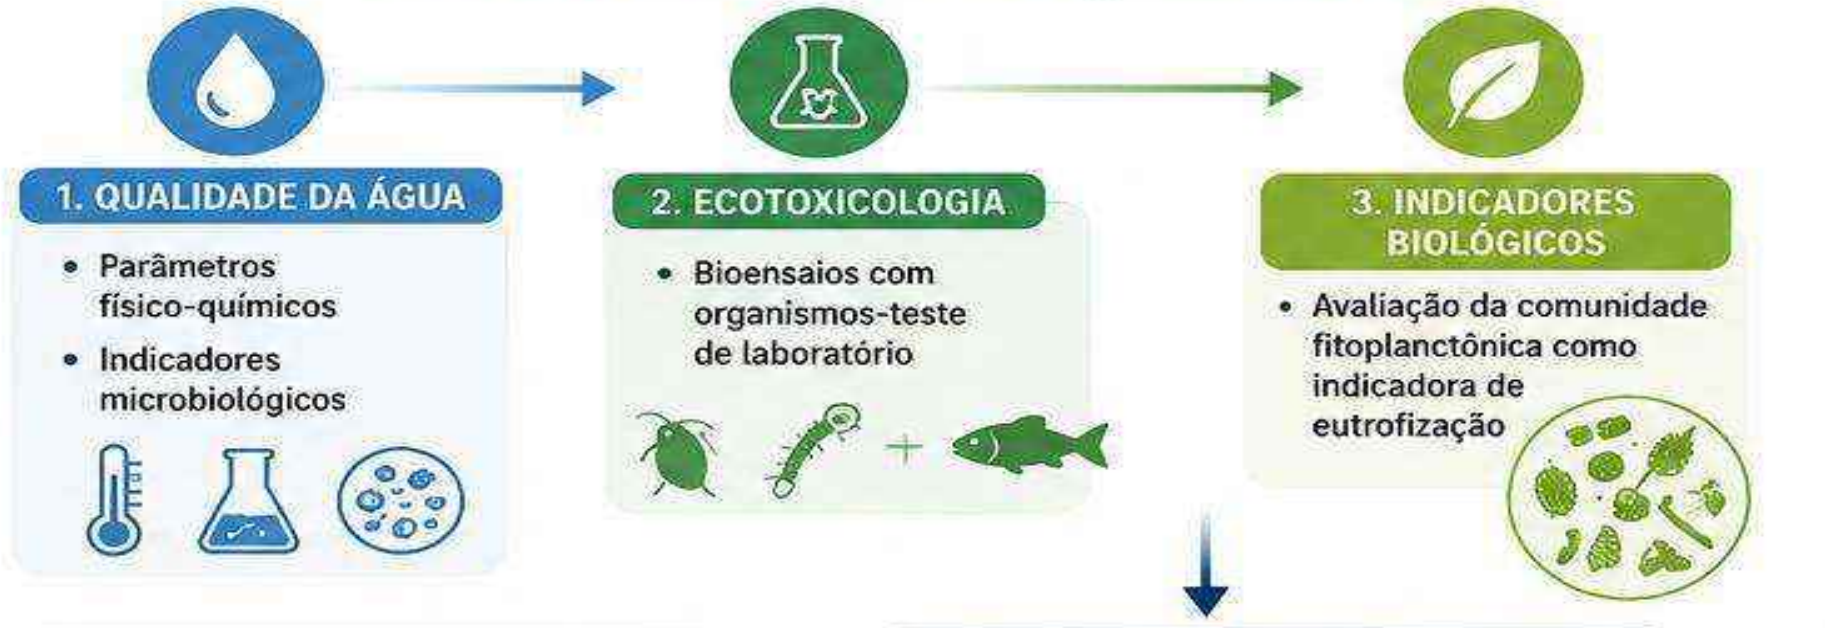 1. QUALIDADE DA ÁGUA
• Parâmetros
físico-químicos
• Indicadores
microbiológicos
2. ECOTOXICOLOGIA
• Bioensaios com
organismos-teste
de laboratório
3. INDICADORES
BIOLÓGICOS
• Avaliação da comunidade
fitoplanctônica como
indicadora de
eutrofização